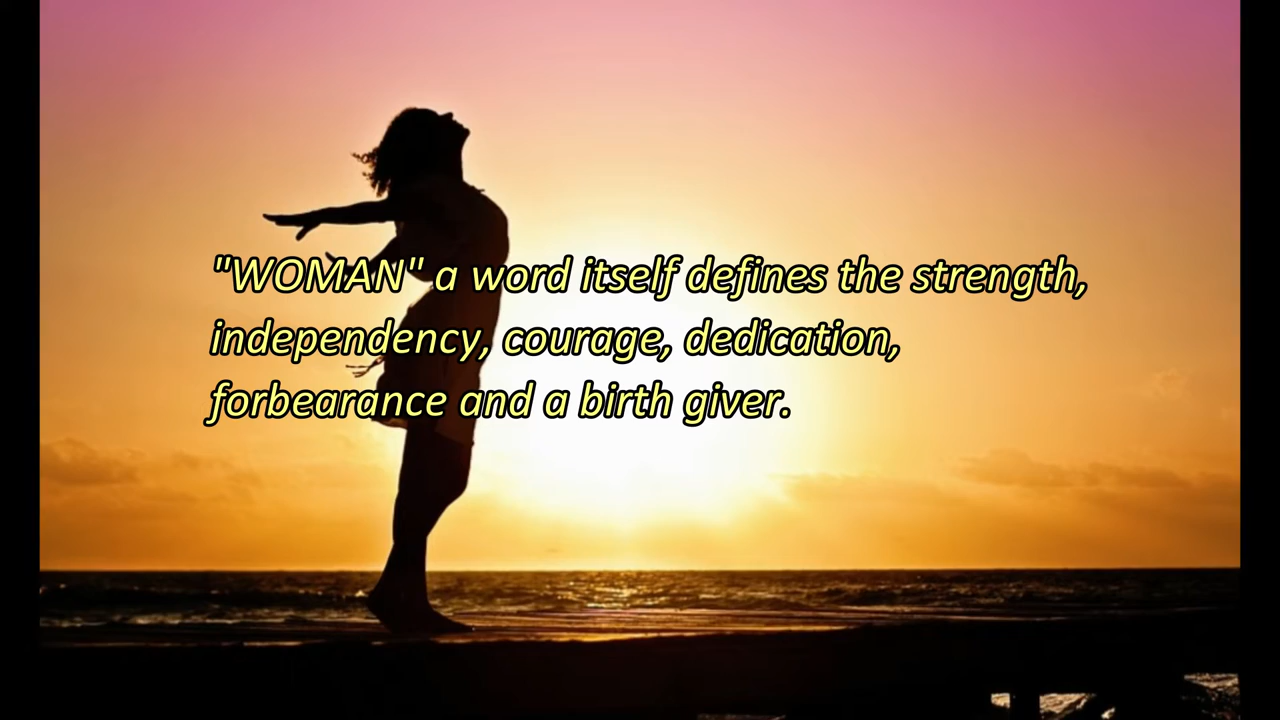 "WOMAN" a word itself defines the strength,
independency, courage, dedication,
forbearance and a birth giver.